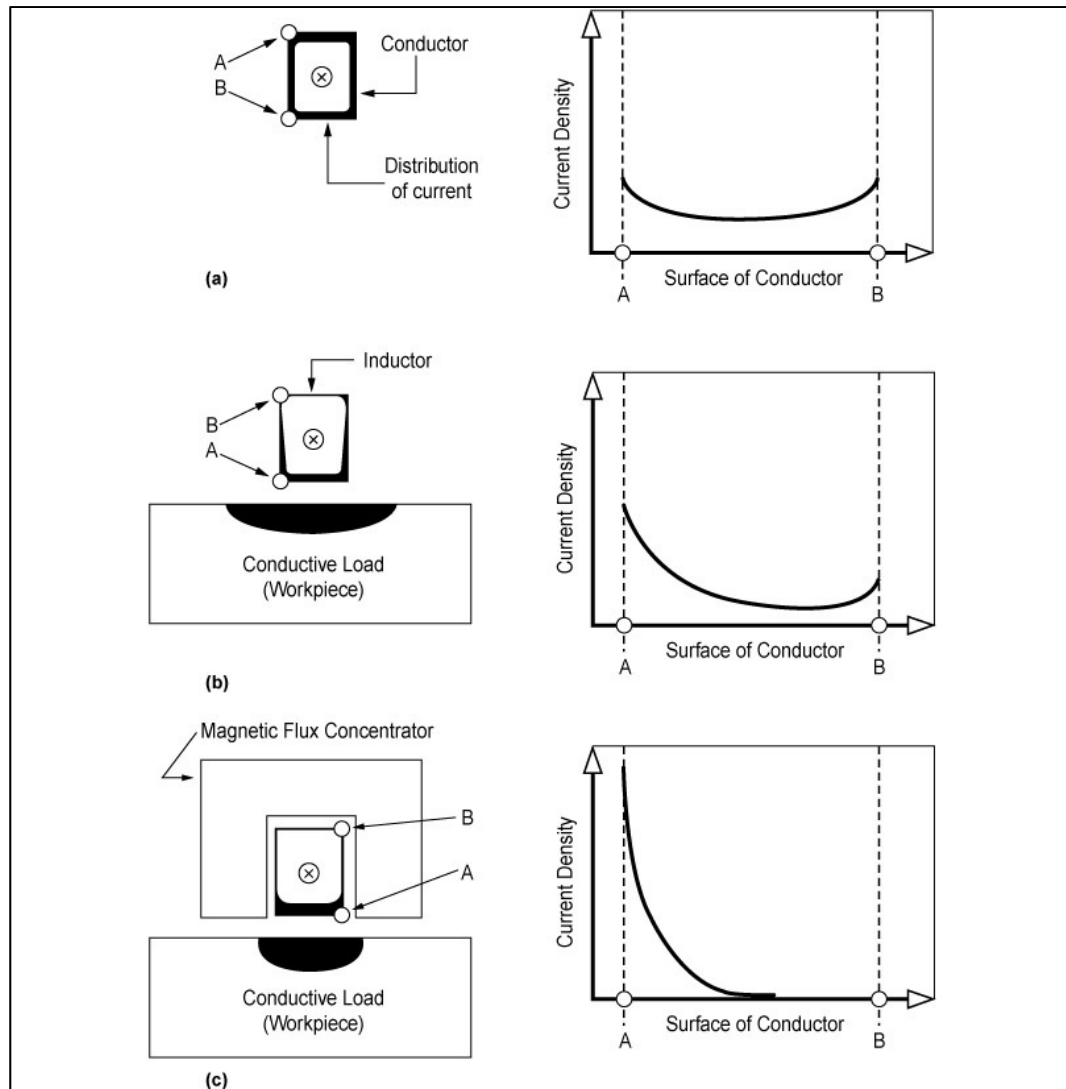 A
B
Conductor
Distribution
of current
(a)
Current Density
Surface of Conductor
A
B
Inductor
B
A
Conductive Load
(Workpiece)
(b)
Current Density
Surface of Conductor
A
B
Magnetic Flux Concentrator
B
A
Conductive Load
(Workpiece)
(c)
Current Density
Surface of Conductor
A
B